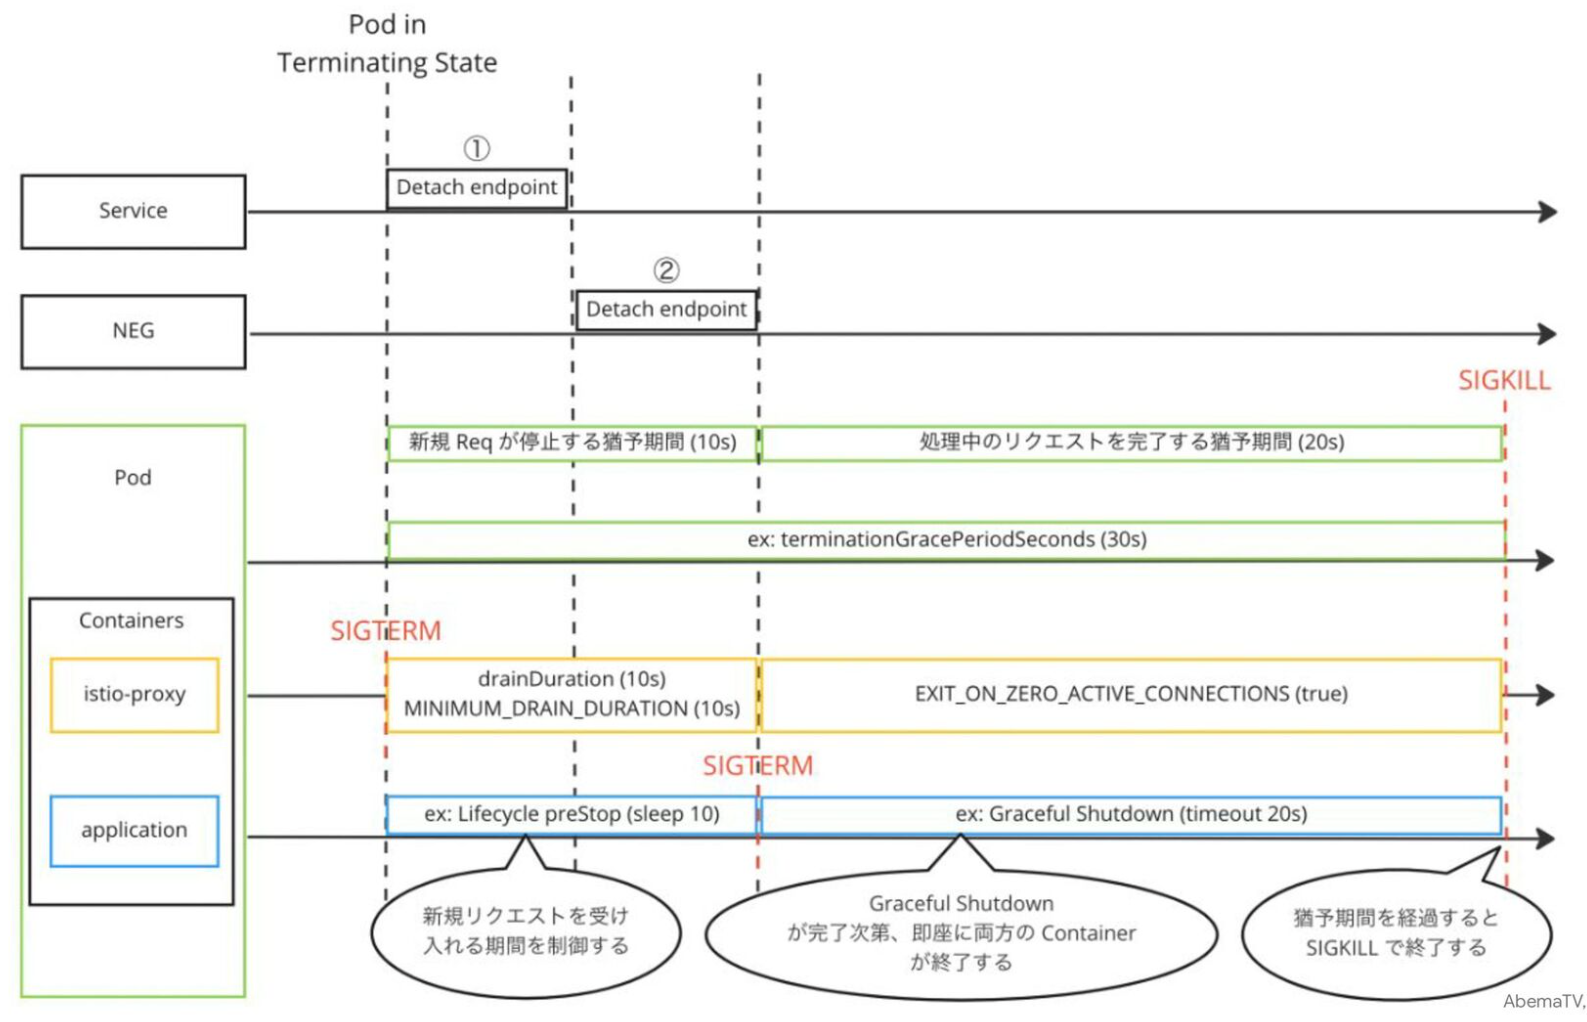 Pod in
Terminating State
①
Detach endpoint
Service
②
Detach endpoint
NEG
SIGKILL
新規 Req が停止する猶予期間 (10s)
処理中のリクエストを完了する猶予期間 (20s)
Pod
ex: terminationGracePeriodSeconds (30s)
Containers
SIGTERM
istio-proxy
drainDuration (10s)
MINIMUM_DRAIN_DURATION (10s)
EXIT_ON_ZERO_ACTIVE_CONNECTIONS (true)
SIGTERM
application
ex: Lifecycle preStop (sleep 10)
ex: Graceful Shutdown (timeout 20s)
新規リクエストを受け
入れる期間を制御する
Graceful Shutdown
が完了次第、即座に両方の Container
が終了する
猶予期間を経過すると
SIGKILL で終了する
AbemaTV,